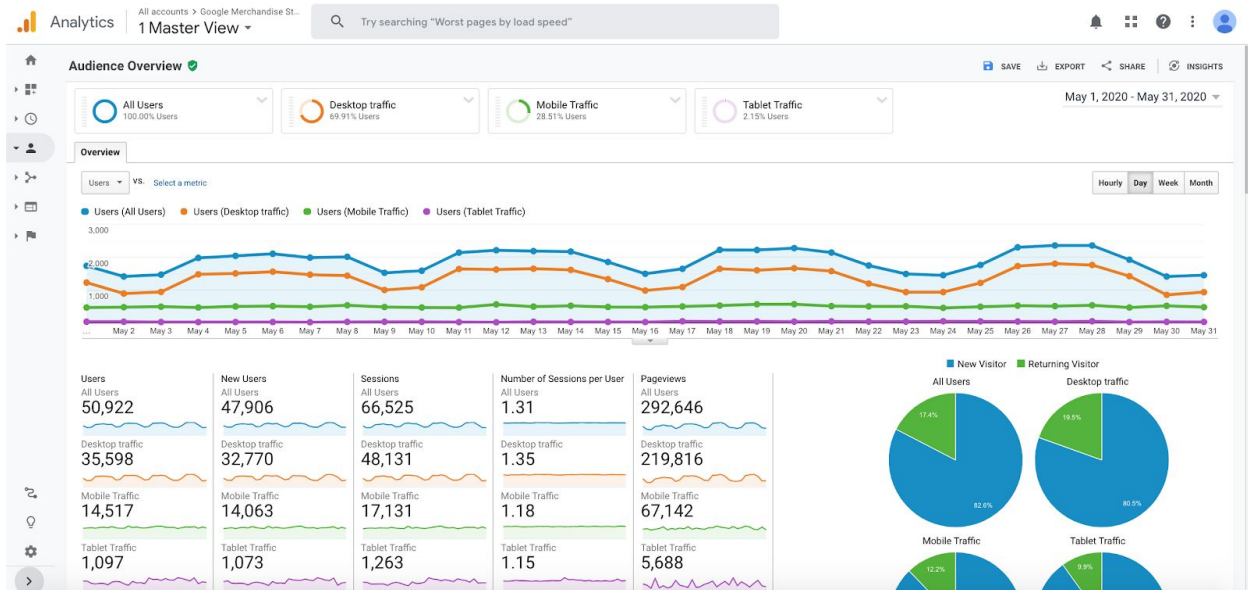 All accounts > Google Merchandise St...
Analytics
1 Master View
Try searching "Worst pages by load speed"
Audience Overview
SAVE
EXPORT
SHARE
INSIGHTS
All Users
100.00% Users
Desktop traffic
69.91% Users
Mobile Traffic
28.51% Users
Tablet Traffic
2.15% Users
May 1, 2020 - May 31, 2020
Overview
Users
VS.
Select a metric
Hourly
Day
Week
Month
Users (All Users)
Users (Desktop traffic)
Users (Mobile Traffic)
Users (Tablet Traffic)
3,000
2,000
1,000
...
May 2
May 3
May 4
May 5
May 6
May 7
May 8
May 9
May 10
May 11
May 12
May 13
May 14
May 15
May 16
May 17
May 18
May 19
May 20
May 21
May 22
May 23
May 24
May 25
May 26
May 27
May 28
May 29
May 30
May 31
Users
All Users
50,922
Desktop traffic
35,598
Mobile Traffic
14,517
Tablet Traffic
1,097
New Users
All Users
47,906
Desktop traffic
32,770
Mobile Traffic
14,063
Tablet Traffic
1,073
Sessions
All Users
66,525
Desktop traffic
48,131
Mobile Traffic
17,131
Tablet Traffic
1,263
Number of Sessions per User
All Users
1.31
Desktop traffic
1.35
Mobile Traffic
1.18
Tablet Traffic
1.15
Pageviews
All Users
292,646
Desktop traffic
219,816
Mobile Traffic
67,142
Tablet Traffic
5,688
New Visitor
Returning Visitor
All Users
17.4%
82.6%
Desktop traffic
19.5%
80.5%
Mobile Traffic
12.2%
Tablet Traffic
9.9%